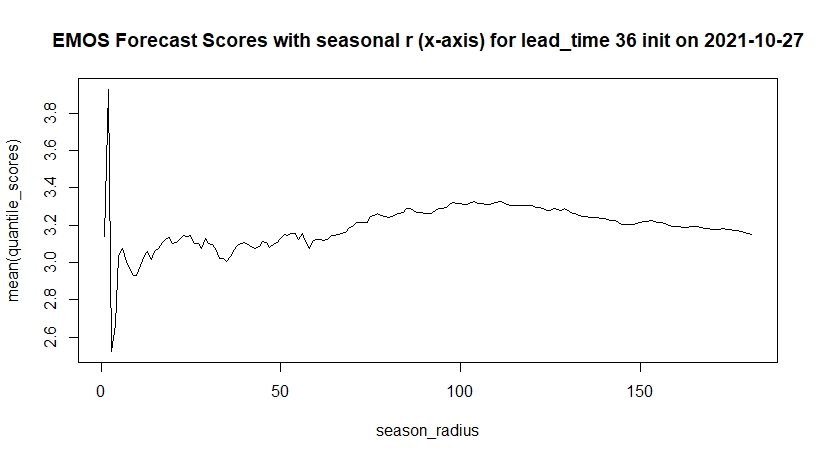 EMOS Forecast Scores with seasonal r (x-axis) for lead_time 36 init on 2021-10-27
mean(quantile_scores)
3.8
3.6
3.4
3.2
3.0
2.8
2.6
0 50 100 150
season_radius